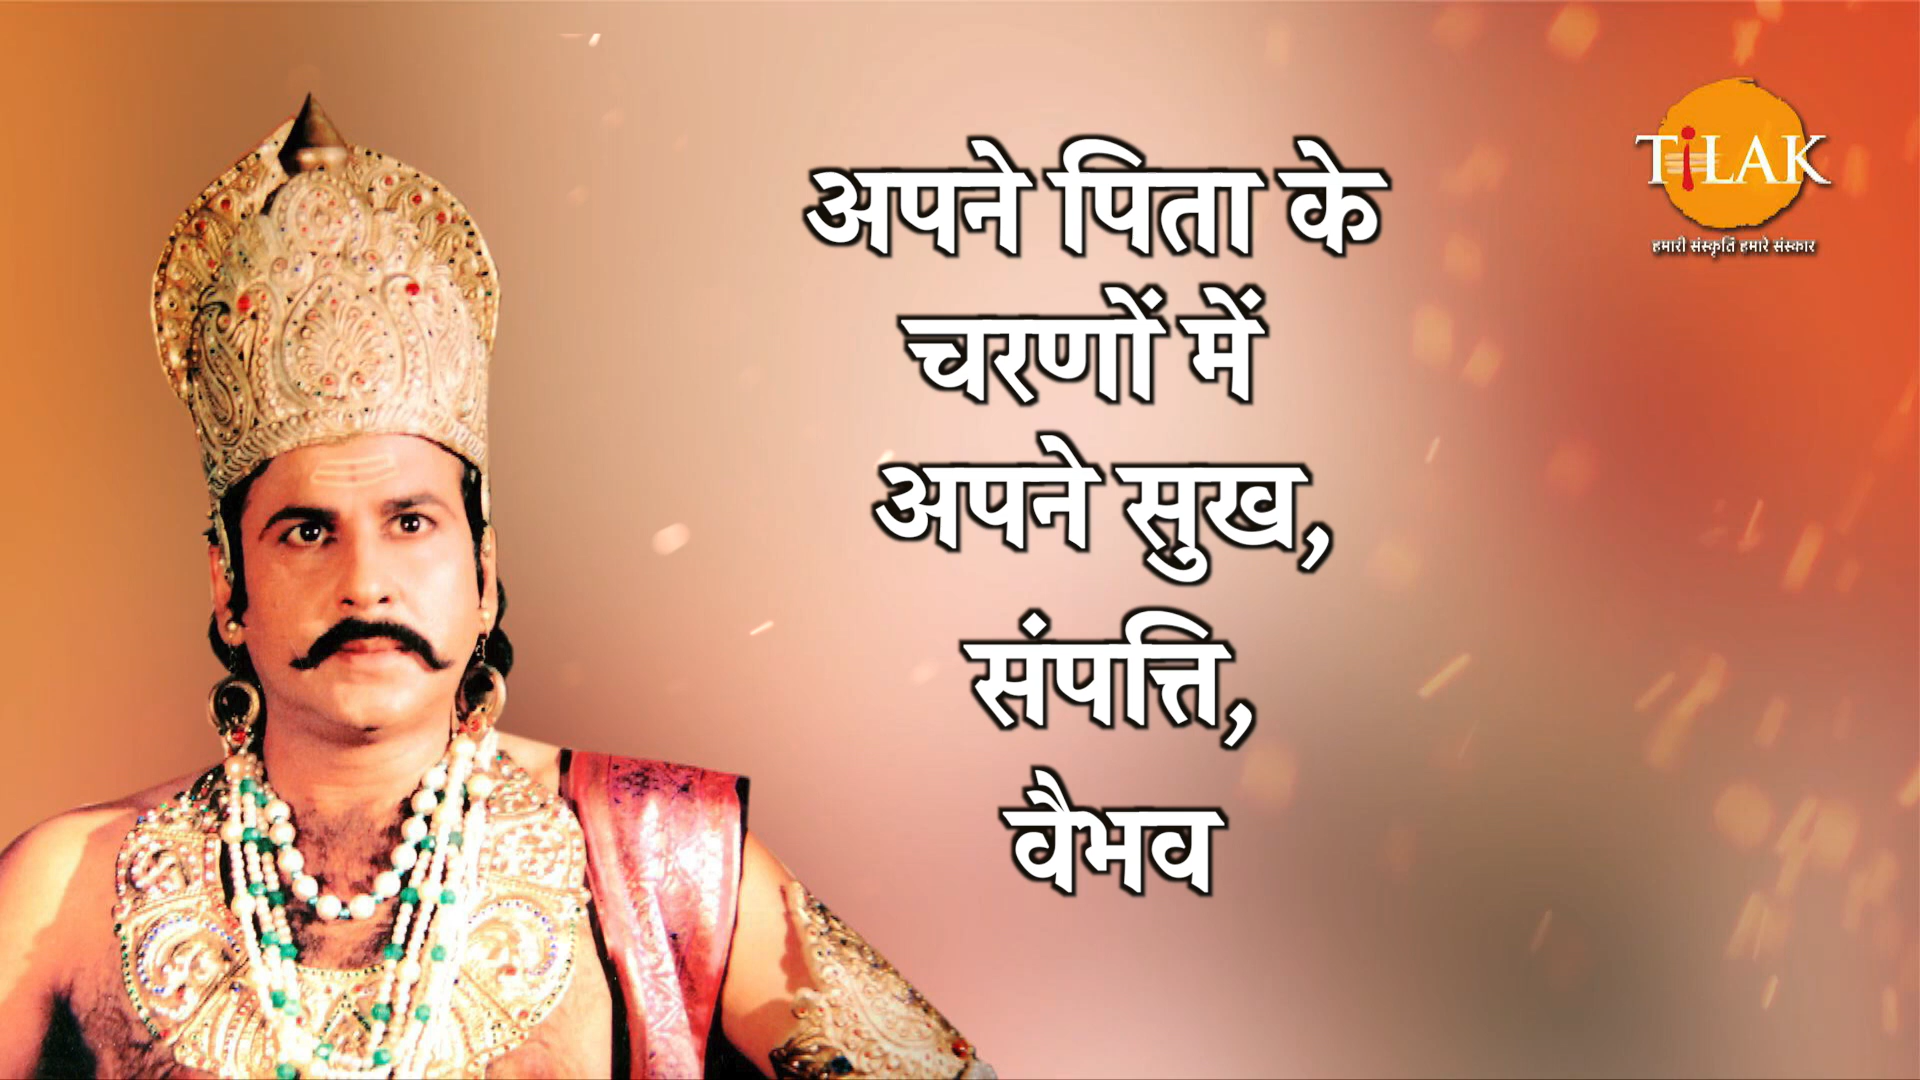 अपने पिता के
चरणों में
अपने सुख,
संपत्ति,
वैभव
TiLAK
हमारी संस्कृति हमारे संस्कार